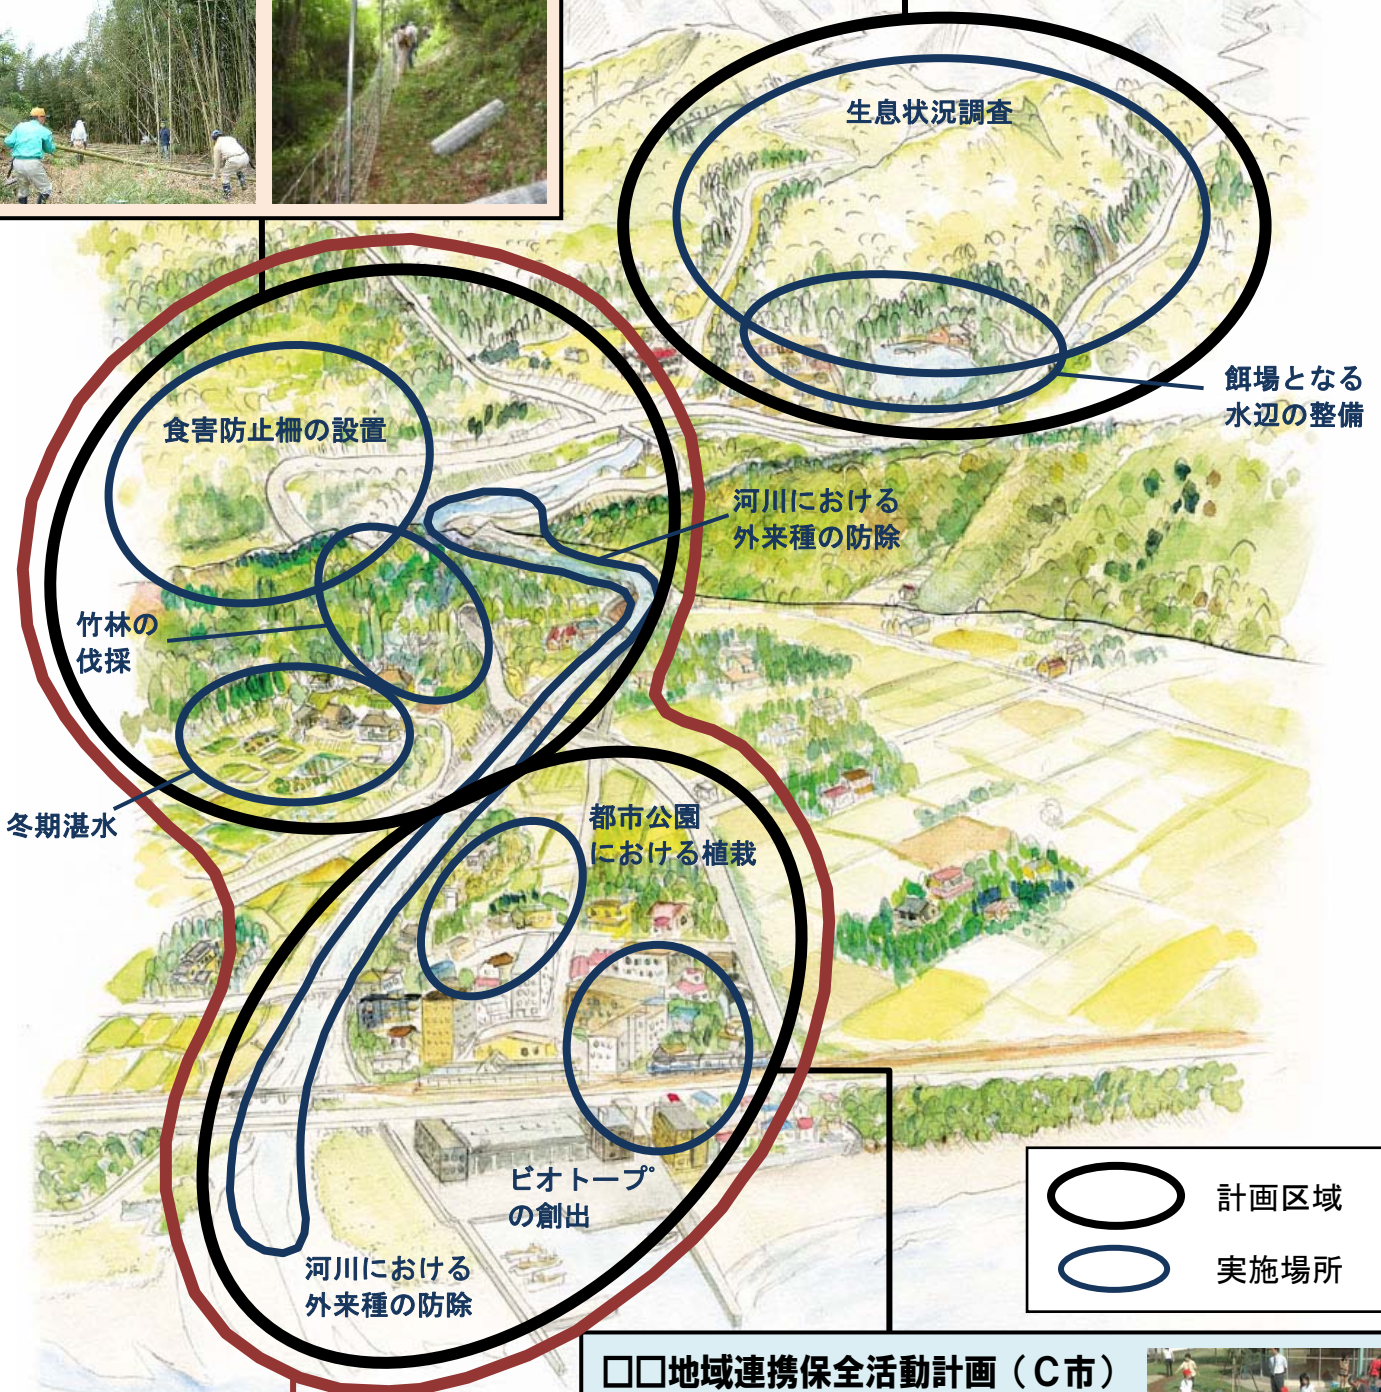 生息状況調査
餌場となる
水辺の整備
食害防止柵の設置
河川における
外来種の防除
竹林の
伐採
冬期湛水
都市公園
における植栽
ビオトープ
の創出
河川における
外来種の防除
計画区域
実施場所
□□地域連携保全活動計画（C市）